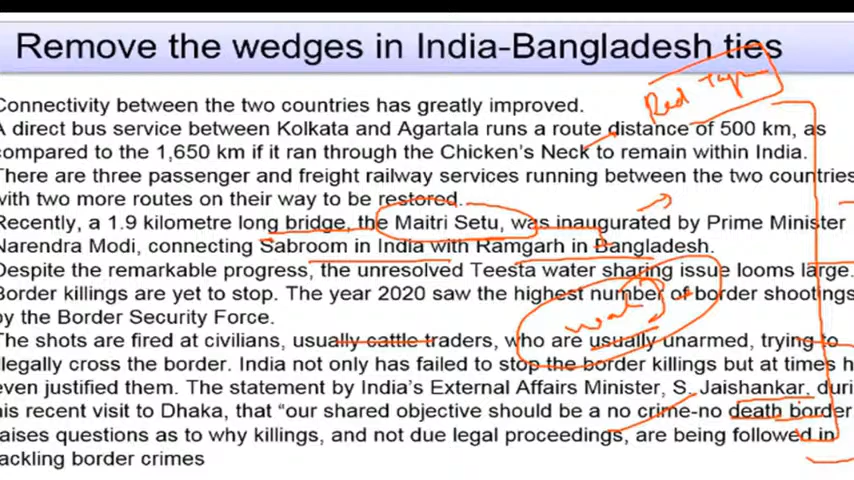 Remove the wedges in India-Bangladesh ties
Red Tape
Connectivity between the two countries has greatly improved.
A direct bus service between Kolkata and Agartala runs a route distance of 500 km, as
compared to the 1,650 km if it ran through the Chicken's Neck to remain within India.
There are three passenger and freight railway services running between the two countries
with two more routes on their way to be restored.
Recently, a 1.9 kilometre long bridge, the Maitri Setu, was inaugurated by Prime Minister
Narendra Modi, connecting Sabroom in India with Ramgarh in Bangladesh.
Despite the remarkable progress, the unresolved Teesta water sharing issue looms large.
Border killings are yet to stop. The year 2020 saw the highest number of border shootings
by the Border Security Force.
The shots are fired at civilians, usually cattle traders, who are usually unarmed, trying to
llegally cross the border. India not only has failed to stop the border killings but at times h
even justified them. The statement by India's External Affairs Minister, S. Jaishankar, duri
is recent visit to Dhaka, that “our shared objective should be a no crime-no death border
aises questions as to why killings, and not due legal proceedings, are being followed in
ackling border crimes